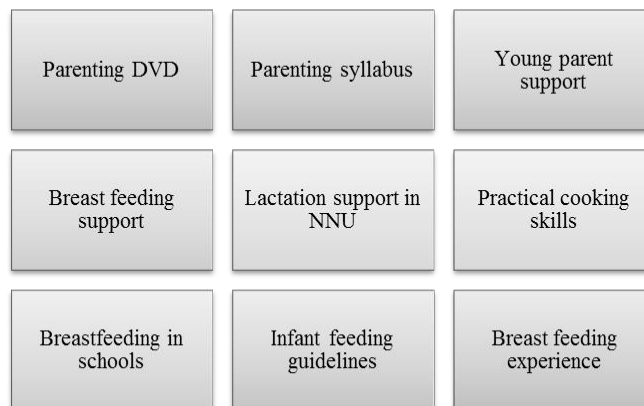 Parenting DVD
Parenting syllabus
Young parent
support
Breast feeding
support
Lactation support in
NNU
Practical cooking
skills
Breastfeeding in
schools
Infant feeding
guidelines
Breast feeding
experience